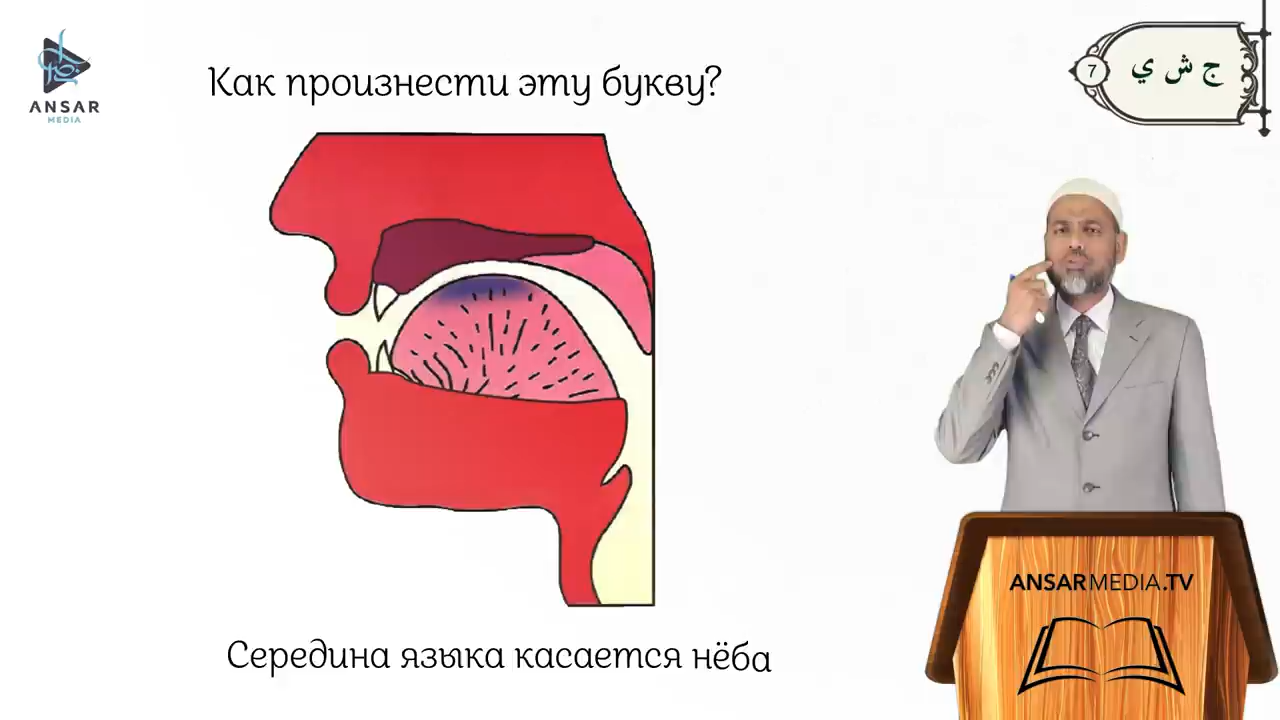 ANSAR
MEDIA
Как произнести эту букву?
7
ج ش ي
ANSARMEDIA.TV
Середина языка касается нёба